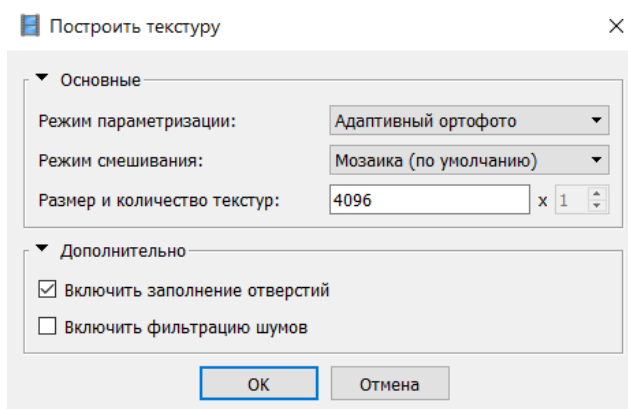 Построить текстуру
Основные
Режим параметризации: Адаптивный ортофото
Режим смешивания: Мозаика (по умолчанию)
Размер и количество текстур: 4096 x 1
Дополнительно
Включить заполнение отверстий
Включить фильтрацию шумов
OK Отмена